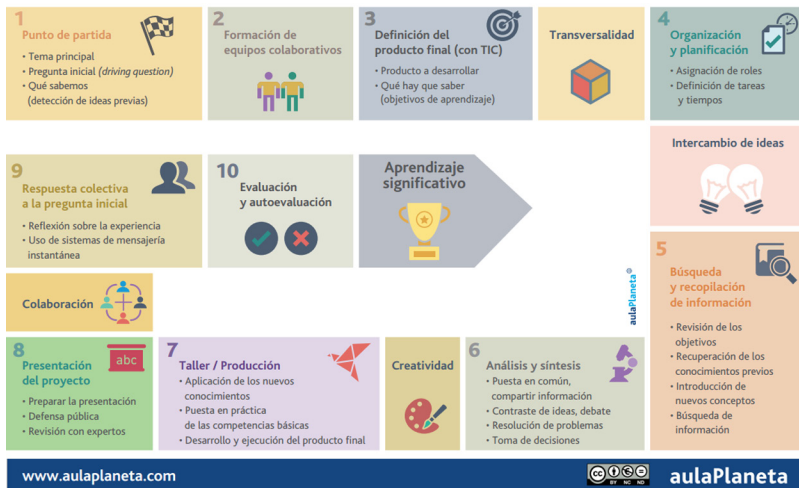 1
Punto de partida
• Tema principal
• Pregunta inicial (driving question)
• Qué sabemos
(detección de ideas previas)
2
Formación de
equipos colaborativos
3
Definición del
producto final (con TIC)
• Producto a desarrollar
• Qué hay que saber
(objetivos de aprendizaje)
Transversalidad
4
Organización
y planificación
• Asignación de roles
• Definición de tareas
y tiempos
Intercambio de ideas
5
Búsqueda
y recopilación
de información
• Revisión de los
objetivos
• Recuperación de los
conocimientos previos
• Introducción de
nuevos conceptos
• Búsqueda de
información
6
Análisis y síntesis
• Puesta en común,
compartir información
• Contraste de ideas, debate
• Resolución de problemas
• Toma de decisiones
Creatividad
7
Taller / Producción
• Aplicación de los nuevos
conocimientos
• Puesta en práctica
de las competencias básicas
• Desarrollo y ejecución del producto final
8
Presentación
del proyecto
abc
• Preparar la presentación
• Defensa pública
• Revisión con expertos
Colaboración
9
Respuesta colectiva
a la pregunta inicial
• Reflexión sobre la experiencia
• Uso de sistemas de mensajería
instantánea
10
Evaluación
y autoevaluación
Aprendizaje
significativo
aulaPlaneta
www.aulaPlaneta.com
cc
BY NC ND
aulaPlaneta